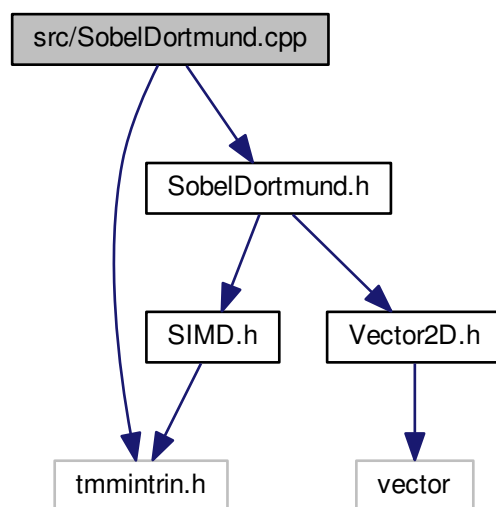 src/SobelDortmund.cpp
SobelDortmund.h
SIMD.h
Vector2D.h
tmmintrin.h
vector